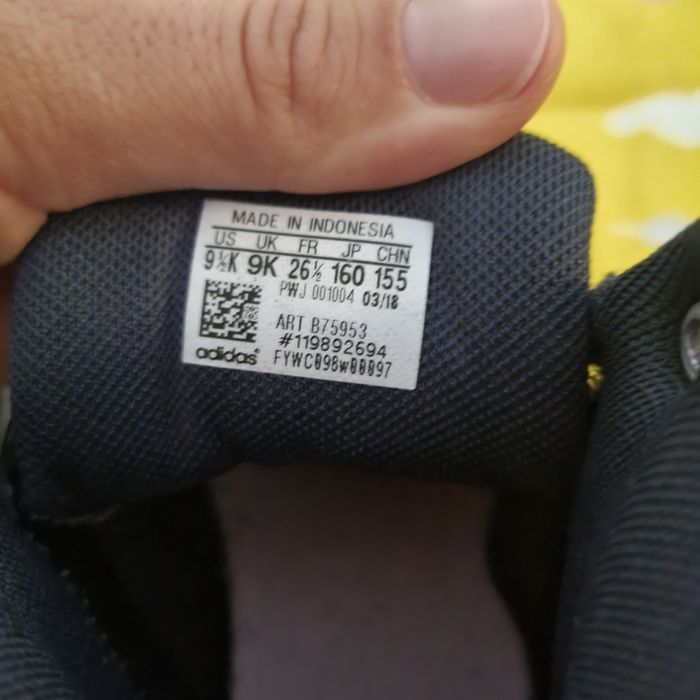 MADE IN INDONESIA
US UK FR JP CHN
9½K 9K 26½ 160 155
PWJ 001004 03/18
ART B75953
#119892694
adidas FYWC098w00097